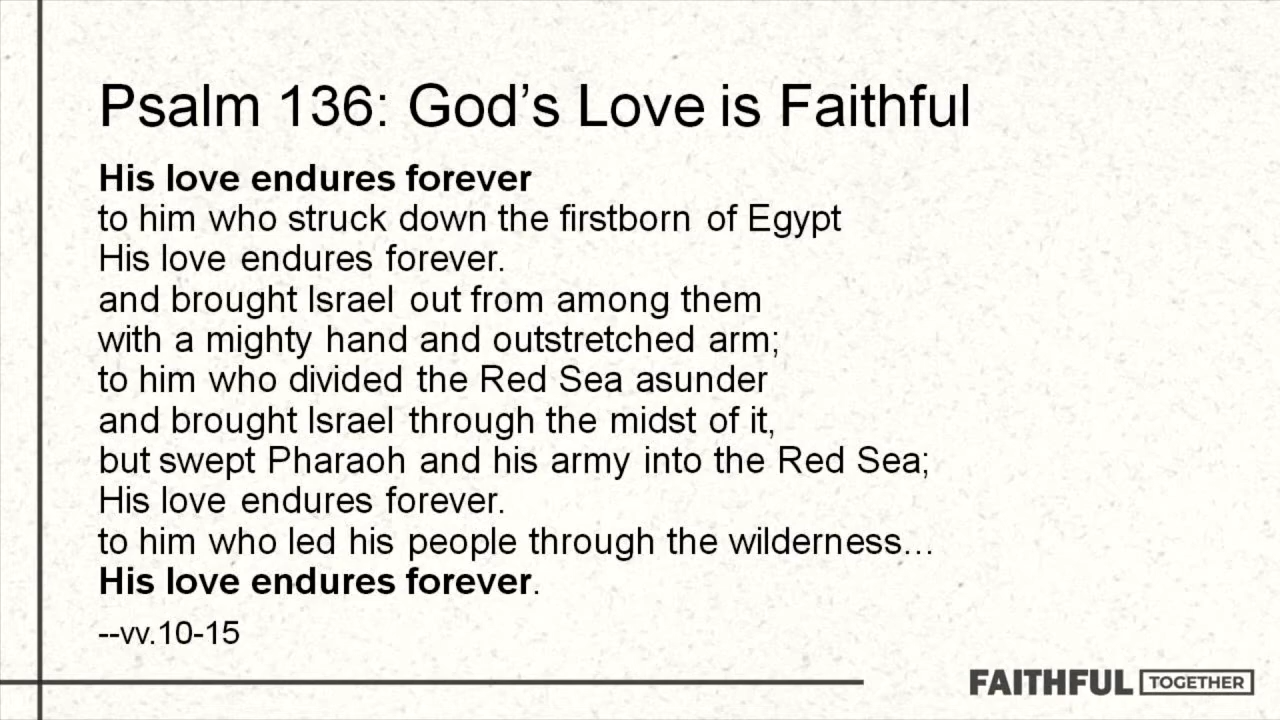 Psalm 136: God’s Love is Faithful
His love endures forever
to him who struck down the firstborn of Egypt
His love endures forever.
and brought Israel out from among them
with a mighty hand and outstretched arm;
to him who divided the Red Sea asunder
and brought Israel through the midst of it,
but swept Pharaoh and his army into the Red Sea;
His love endures forever.
to him who led his people through the wilderness…
His love endures forever.
--vv.10-15
FAITHFUL TOGETHER